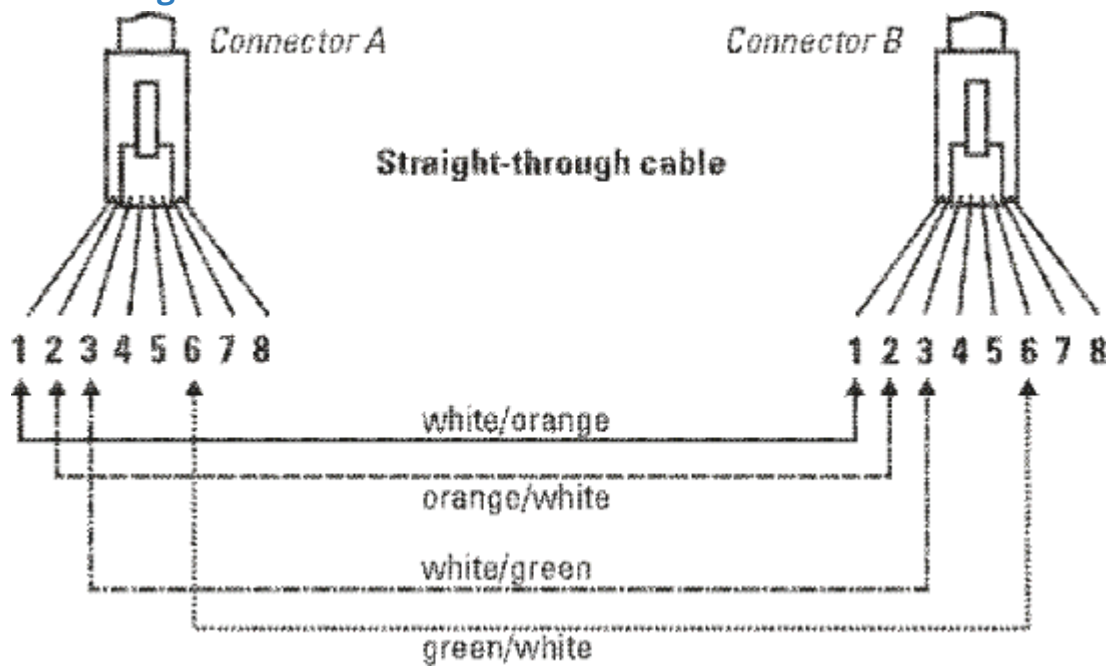 Connector A
Connector B
Straight-through cable
1 2 3 4 5 6 7 8
1 2 3 4 5 6 7 8
white/orange
orange/white
white/green
green/white